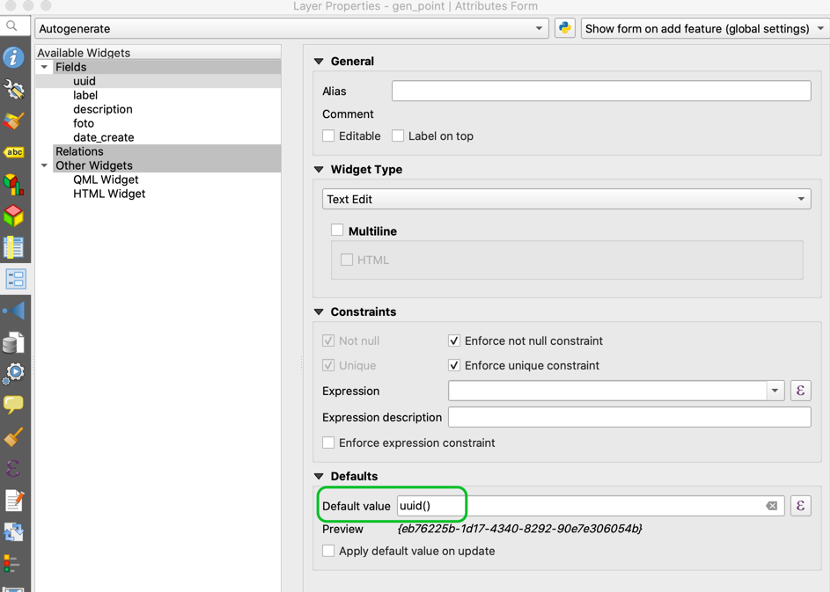 Layer Properties - gen_point | Attributes Form
Autogenerate
Show form on add feature (global settings)
Available Widgets
Fields
uuid
label
description
foto
date_create
Relations
Other Widgets
QML Widget
HTML Widget
abc
General
Alias
Comment
Editable
Label on top
Widget Type
Text Edit
Multiline
HTML
Constraints
Not null
Enforce not null constraint
Unique
Enforce unique constraint
Expression
ε
Expression description
Enforce expression constraint
Defaults
Default value
uuid()
ε
Preview
{eb76225b-1d17-4340-8292-90e7e306054b}
Apply default value on update